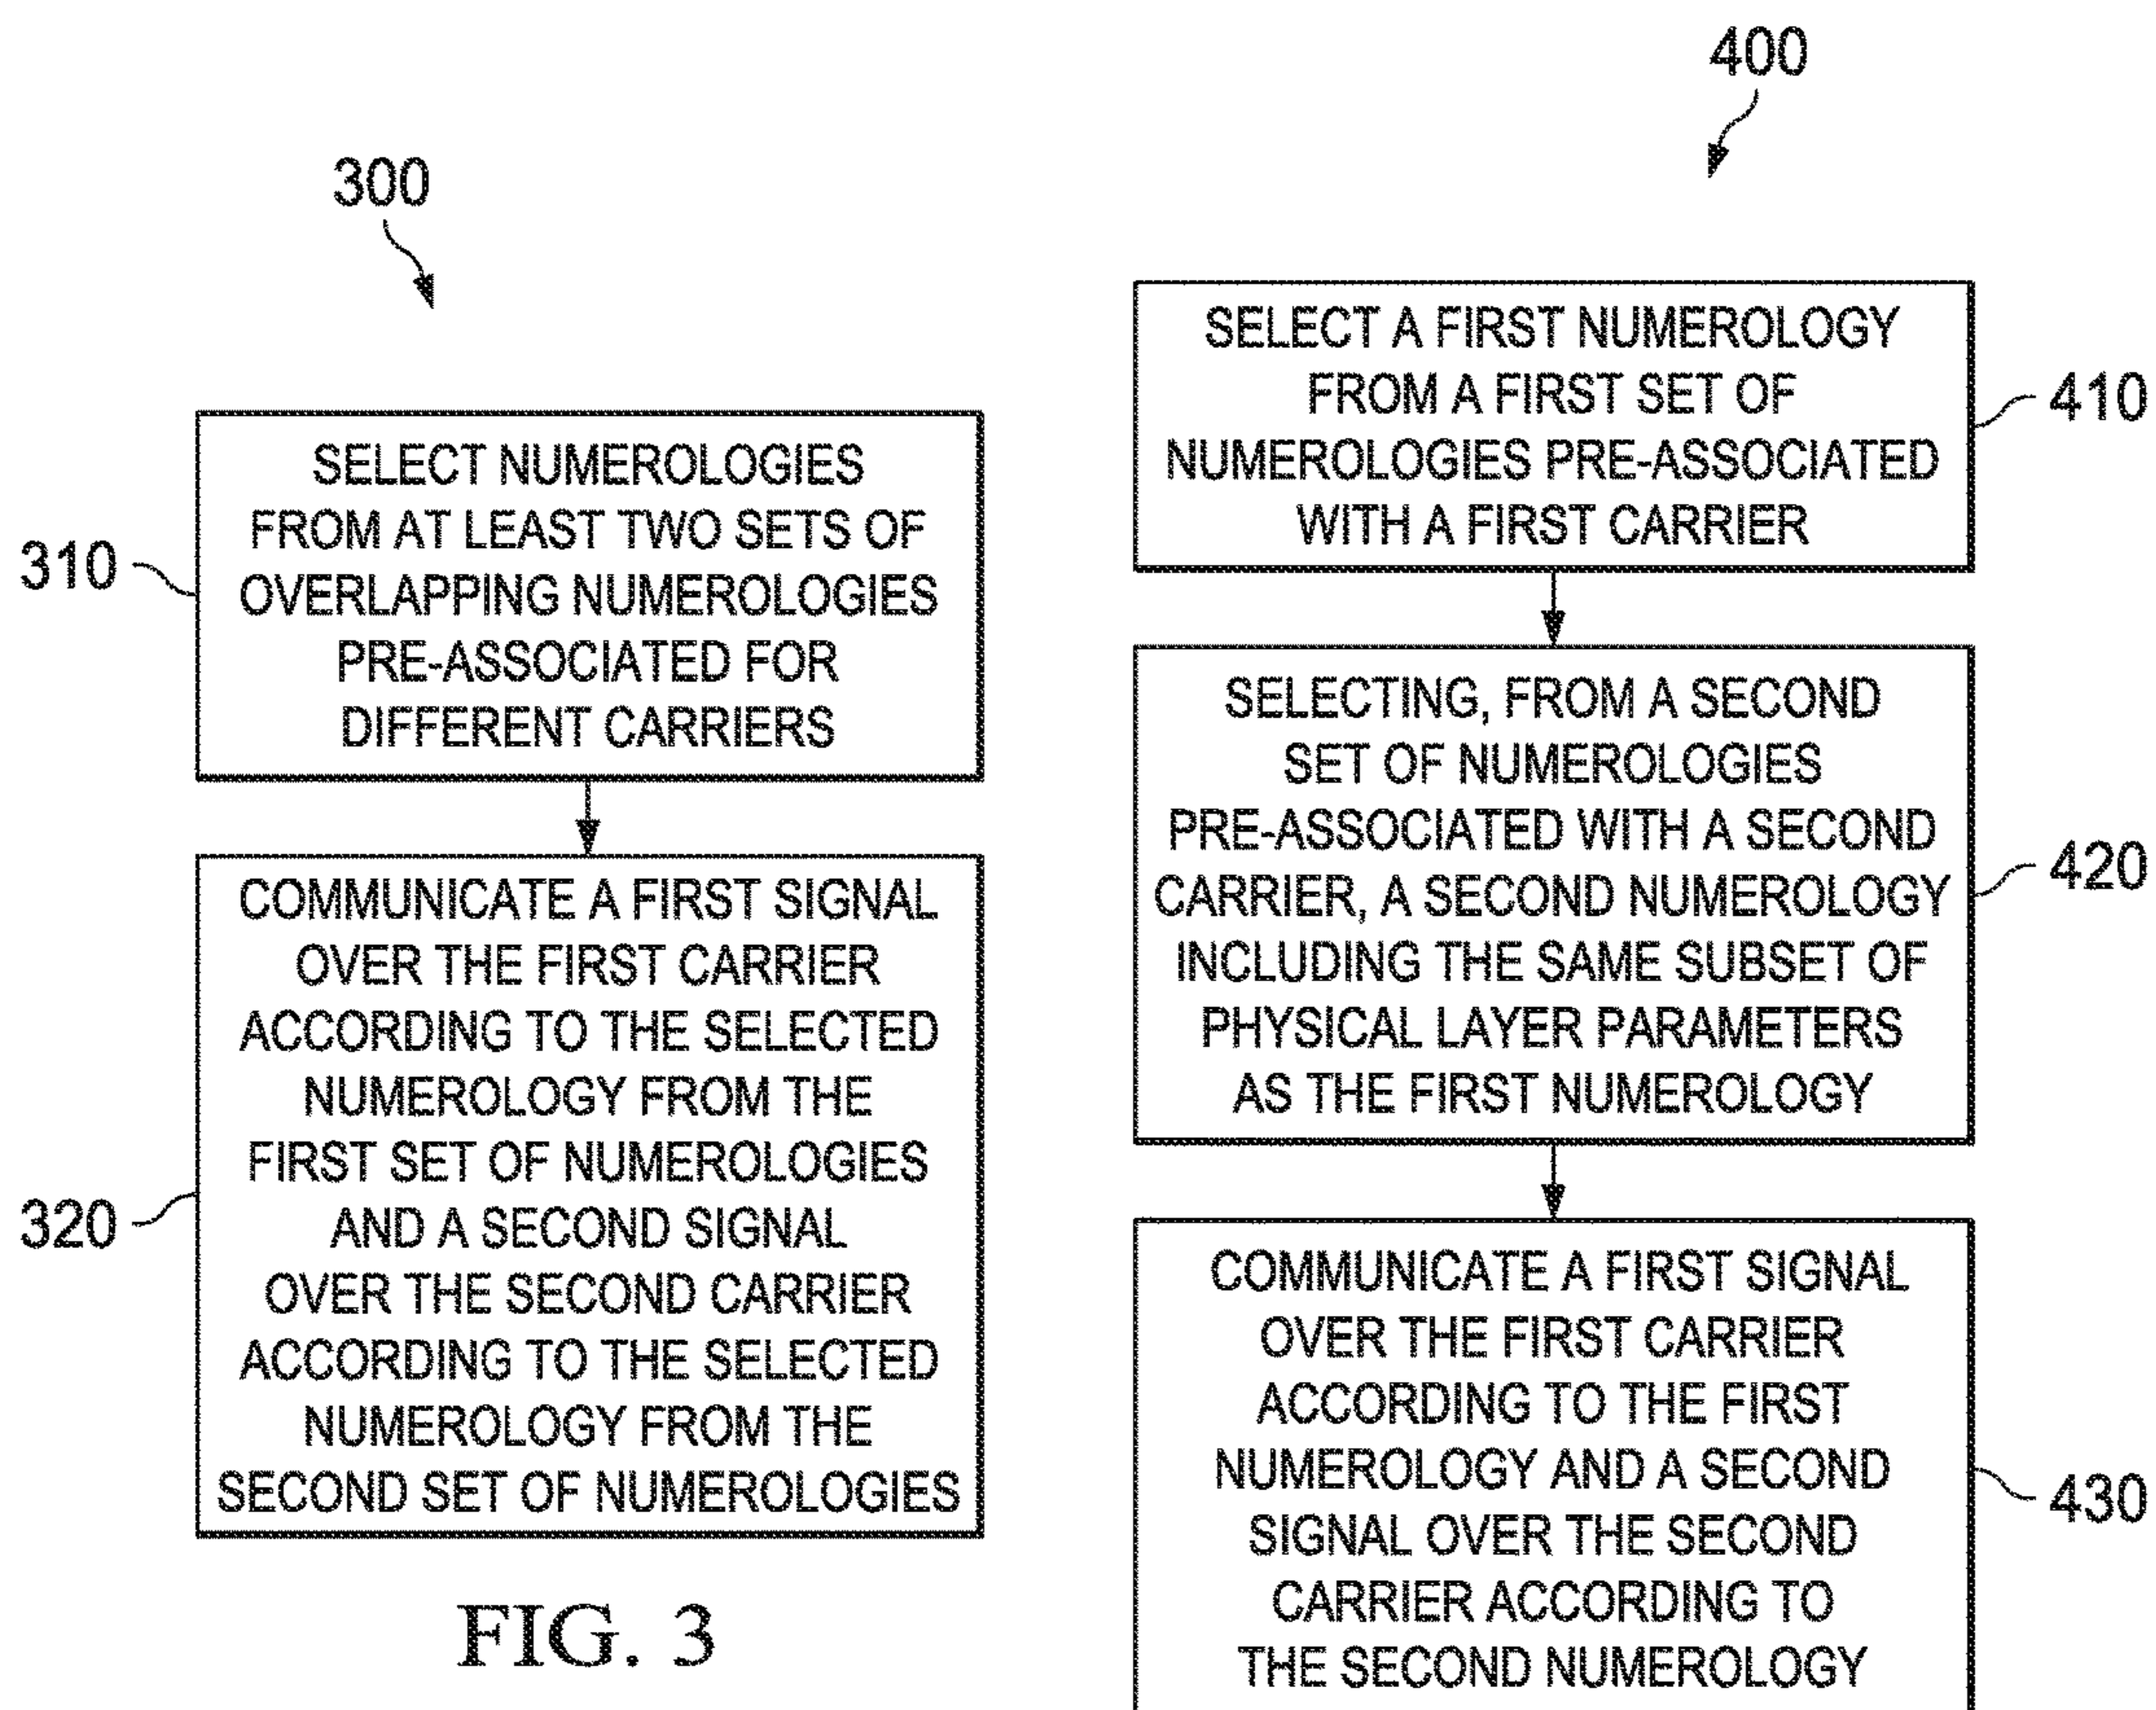 300
310
SELECT NUMEROLOGIES
FROM AT LEAST TWO SETS OF
OVERLAPPING NUMEROLOGIES
PRE-ASSOCIATED FOR
DIFFERENT CARRIERS
320
COMMUNICATE A FIRST SIGNAL
OVER THE FIRST CARRIER
ACCORDING TO THE SELECTED
NUMEROLOGY FROM THE
FIRST SET OF NUMEROLOGIES
AND A SECOND SIGNAL
OVER THE SECOND CARRIER
ACCORDING TO THE SELECTED
NUMEROLOGY FROM THE
SECOND SET OF NUMEROLOGIES
FIG. 3
400
SELECT A FIRST NUMEROLOGY
FROM A FIRST SET OF
NUMEROLOGIES PRE-ASSOCIATED
WITH A FIRST CARRIER
410
SELECTING, FROM A SECOND
SET OF NUMEROLOGIES
PRE-ASSOCIATED WITH A SECOND
CARRIER, A SECOND NUMEROLOGY
INCLUDING THE SAME SUBSET OF
PHYSICAL LAYER PARAMETERS
AS THE FIRST NUMEROLOGY
420
COMMUNICATE A FIRST SIGNAL
OVER THE FIRST CARRIER
ACCORDING TO THE FIRST
NUMEROLOGY AND A SECOND
SIGNAL OVER THE SECOND
CARRIER ACCORDING TO
THE SECOND NUMEROLOGY
430